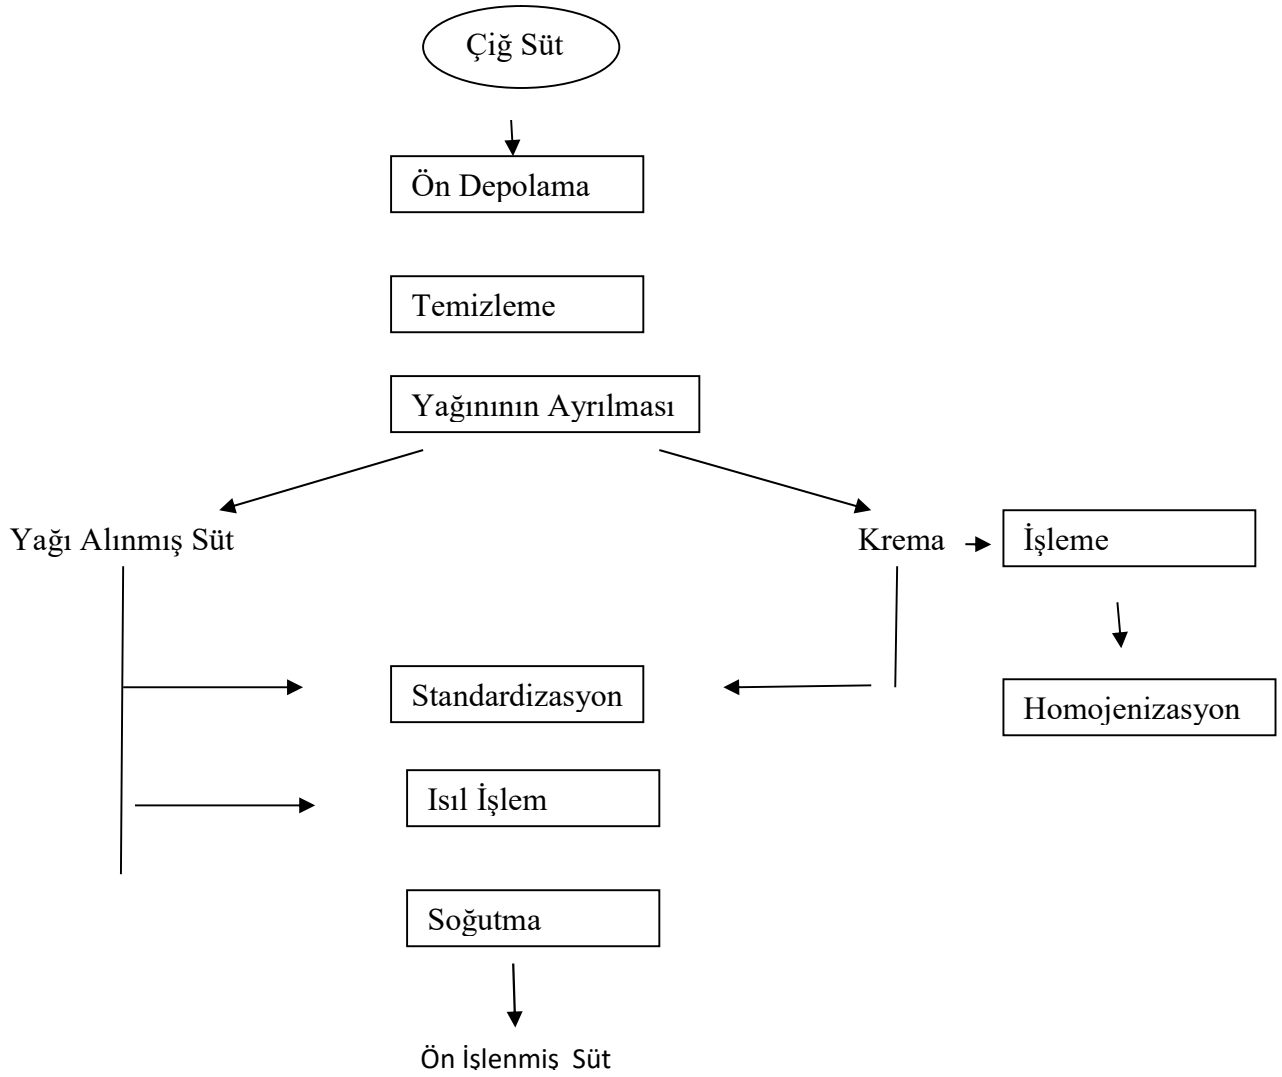 Çiğ Süt
Ön Depolama
Temizleme
Yağınının Ayrılması
Yağı Alınmış Süt
Krema
İşleme
Standardizasyon
Homojenizasyon
Isıl İşlem
Soğutma
Ön İşlenmiş Süt